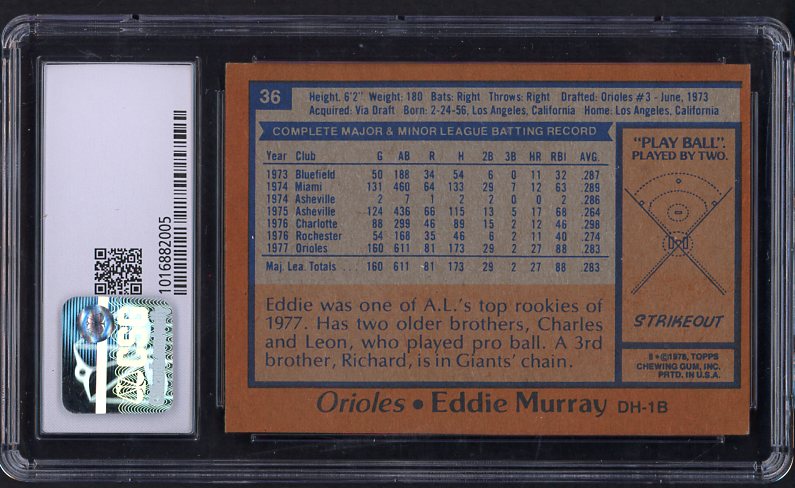 36
Height. 6'2" Weight: 180 Bats: Right Throws: Right Drafted: Orioles #3 - June, 1973
Acquired: Via Draft Born: 2-24-56, Los Angeles, California Home: Los Angeles, California
COMPLETE MAJOR & MINOR LEAGUE BATTING RECORD
Year Club G AB R H 2B 3B HR RBI AVG.
1973 Bluefield 50 188 34 54 6 0 11 32 .287
1974 Miami 131 460 64 133 29 7 12 63 .289
1974 Asheville 2 7 1 2 2 0 0 2 .286
1975 Asheville 124 436 66 115 13 5 17 68 .264
1976 Charlotte 88 299 46 89 15 2 12 46 .298
1976 Rochester 54 168 35 46 6 2 11 40 .274
1977 Orioles 160 611 81 173 29 2 27 88 .283
Maj. Lea. Totals ... 160 611 81 173 29 2 27 88 .283
"PLAY BALL".
PLAYED BY TWO.
STRIKEOUT
Eddie was one of A.L.'s top rookies of
1977. Has two older brothers, Charles
and Leon, who played pro ball. A 3rd
brother, Richard, is in Giants' chain.
©1978, TOPPS
CHEWING GUM, INC.
PRTD. IN U.S.A.
Orioles • Eddie Murray DH-1B
1016882005